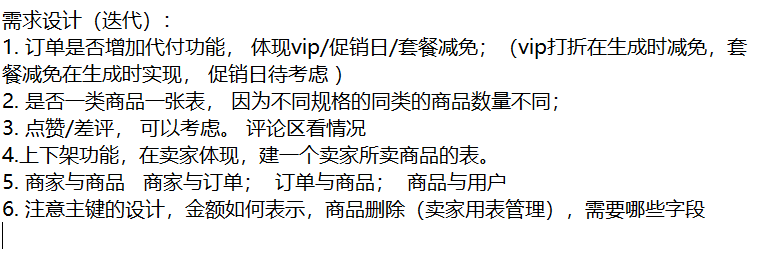 需求设计（迭代）：
1. 订单是否增加代付功能， 体现vip/促销日/套餐减免；（vip打折在生成时减免，套
餐减免在生成时实现， 促销日待考虑 ）
2. 是否一类商品一张表， 因为不同规格的同类的商品数量不同；
3. 点赞/差评， 可以考虑。 评论区看情况
4.上下架功能，在卖家体现，建一个卖家所卖商品的表。
5. 商家与商品   商家与订单；  订单与商品；  商品与用户
6. 注意主键的设计，金额如何表示，商品删除（卖家用表管理）, 需要哪些字段